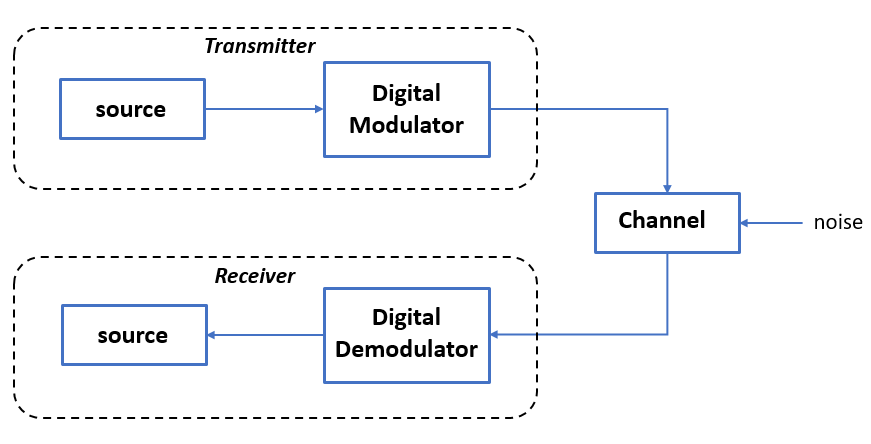 Transmitter
source
Digital
Modulator
Channel
noise
Receiver
source
Digital
Demodulator